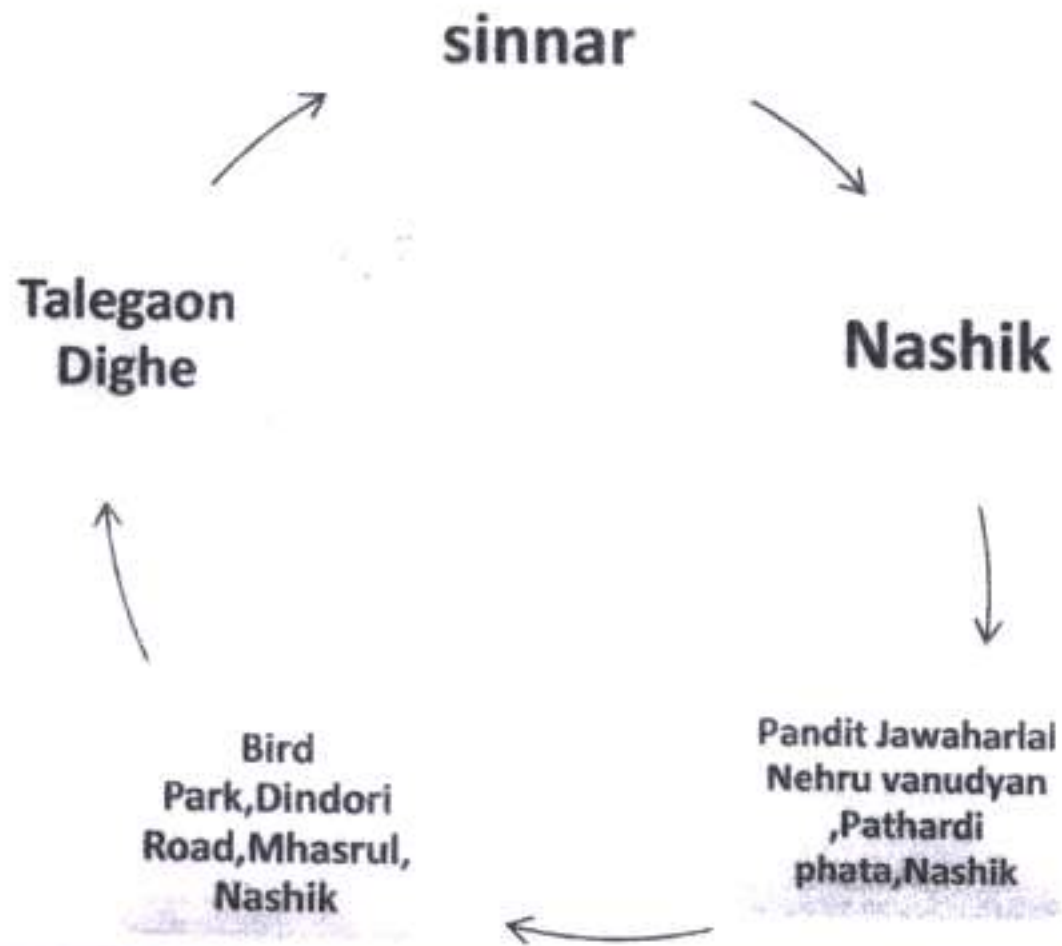 sinnar
Nashik
Pandit Jawaharlal
Nehru vanudyan
,Pathardi
phata,Nashik
Bird
Park,Dindori
Road,Mhasrul,
Nashik
Talegaon
Dighe